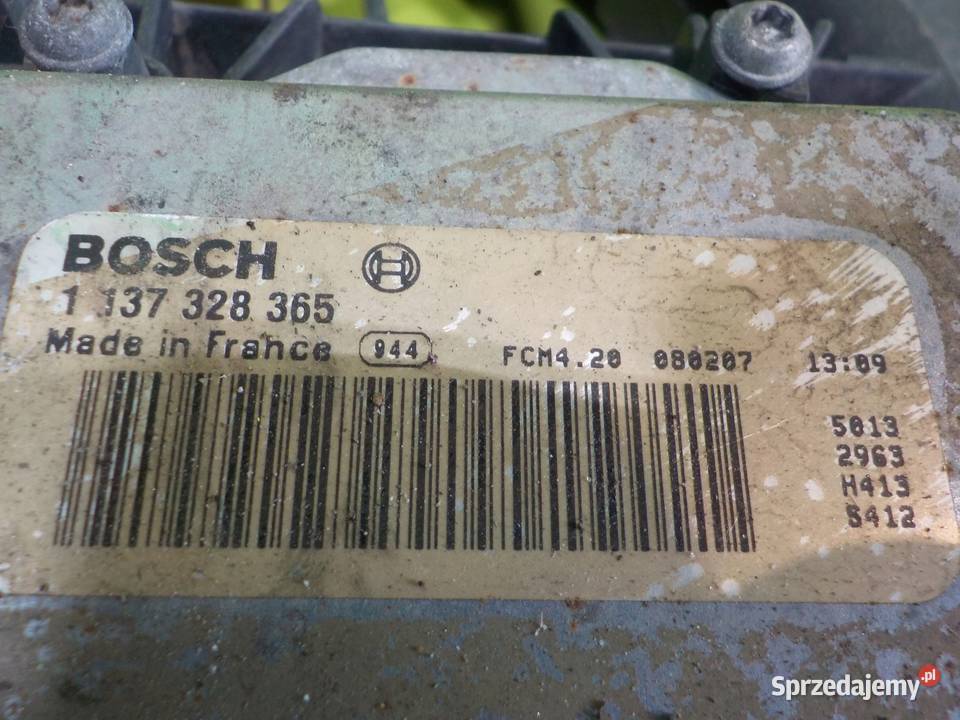 BOSCH
1 137 328 365
Made in France 944 FCM4.20 080207 13:09
5013
2963
H413
S412
Sprzedajemy.pl